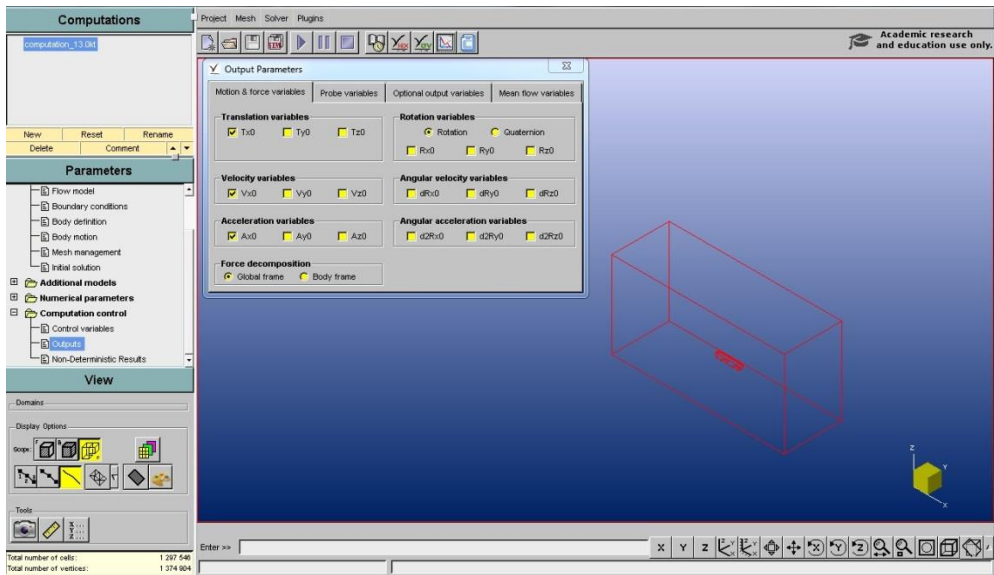 Computations
computation_13.0kt
New Reset Rename
Delete Comment
Parameters
Flow model
Boundary conditions
Body definition
Body motion
Mesh management
Initial solution
Additional models
Numerical parameters
Computation control
Control variables
Outputs
Non-Deterministic Results
View
Domains
Display Options
Scope:
Tools
Total number of cells: 1 297 546
Total number of vertices: 1 374 904
Project Mesh Solver Plugins
Academic research
and education use only.
Output Parameters
Motion & force variables Probe variables Optional output variables Mean flow variables
Translation variables
Tx0 Ty0 Tz0
Rotation variables
Rotation Quaternion
Rx0 Ry0 Rz0
Velocity variables
Vx0 Vy0 Vz0
Angular velocity variables
dRx0 dRy0 dRz0
Acceleration variables
Ax0 Ay0 Az0
Angular acceleration variables
d2Rx0 d2Ry0 d2Rz0
Force decomposition
Global frame Body frame
Z
Y
X
Enter >>
X Y Z